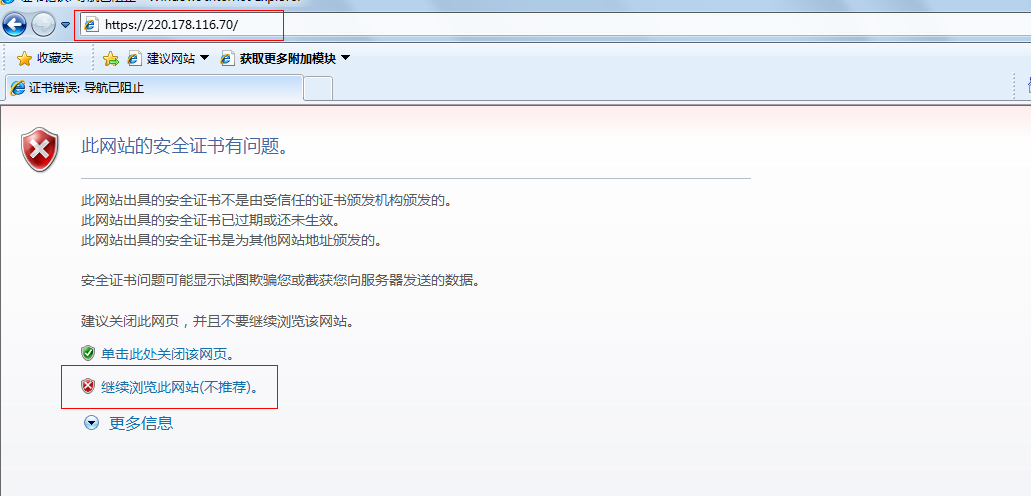 https://220.178.116.70/
收藏夹 建议网站 获取更多附加模块
证书错误: 导航已阻止
此网站的安全证书有问题。
此网站出具的安全证书不是由受信任的证书颁发机构颁发的。
此网站出具的安全证书已过期或还未生效。
此网站出具的安全证书是为其他网站地址颁发的。
安全证书问题可能显示试图欺骗您或截获您向服务器发送的数据。
建议关闭此网页，并且不要继续浏览该网站。
单击此处关闭该网页。
继续浏览此网站(不推荐)。
更多信息